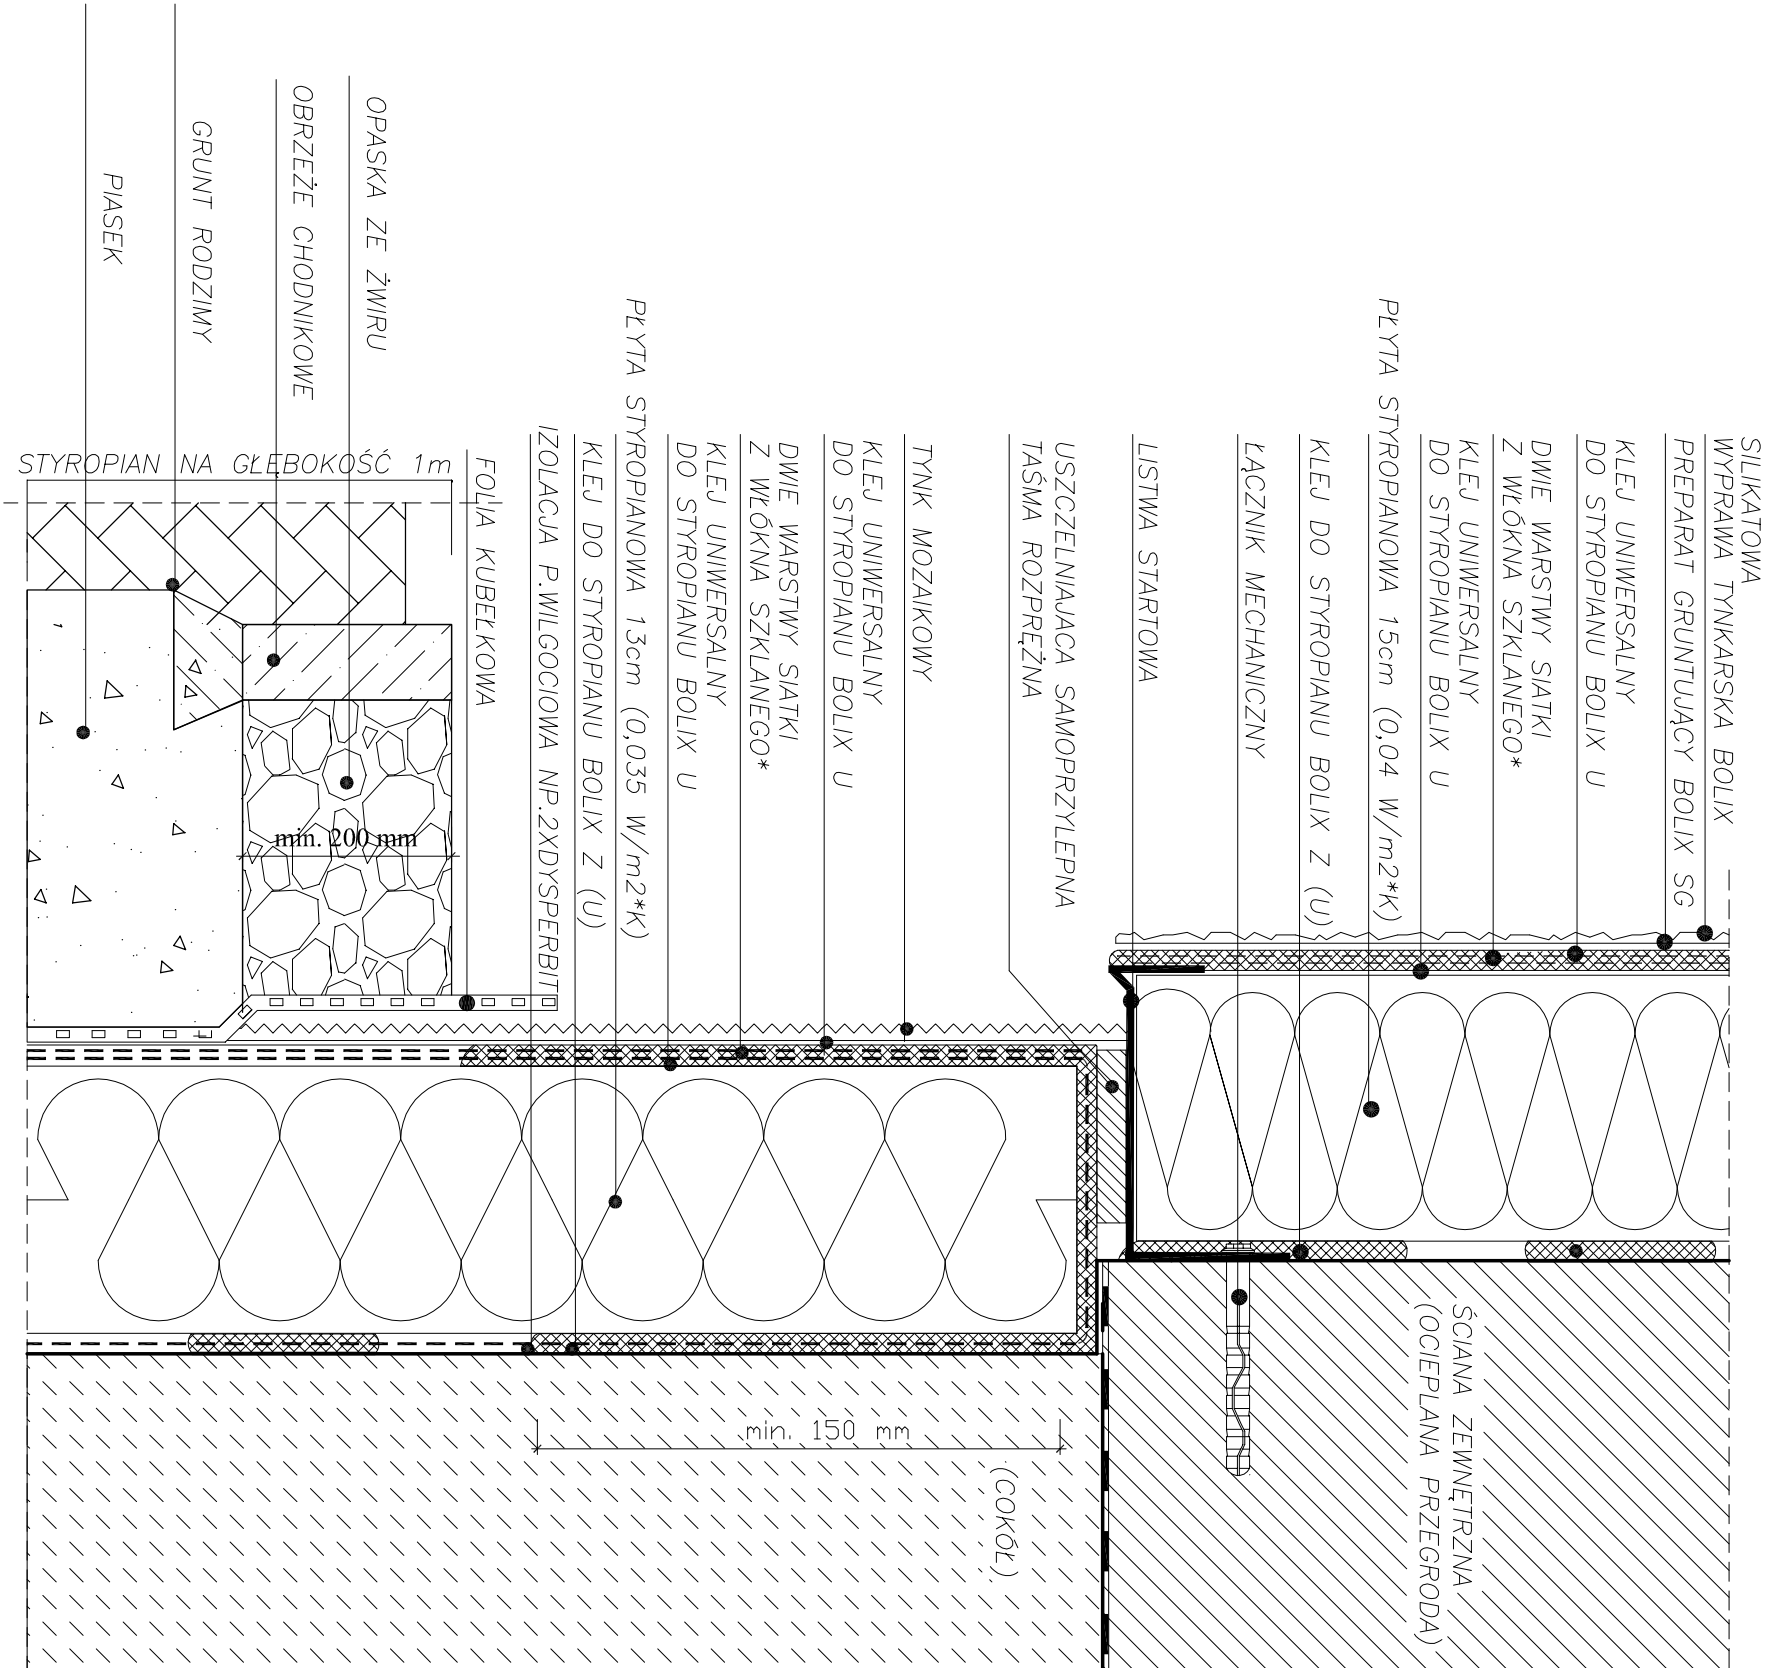 SILIKATOWA
WYPRAWA TYNKARSKA BOLIX
PREPARAT GRUNTUJĄCY BOLIX SG
KLEJ UNIWERSALNY
DO STYROPIANU BOLIX U
DWIE WARSTWY SIATKI
Z WŁÓKNA SZKLANEGO*
KLEJ UNIWERSALNY
DO STYROPIANU BOLIX U
PŁYTA STYROPIANOWA 15cm (0,04 W/m2*K)
KLEJ DO STYROPIANU BOLIX Z (U)
ŁĄCZNIK MECHANICZNY
LISTWA STARTOWA
USZCZELNIAJACA SAMOPRZYLEPNA
TAŚMA ROZPRĘŻNA
TYNK MOZAIKOWY
KLEJ UNIWERSALNY
DO STYROPIANU BOLIX U
DWIE WARSTWY SIATKI
Z WŁÓKNA SZKLANEGO*
KLEJ UNIWERSALNY
DO STYROPIANU BOLIX U
PŁYTA STYROPIANOWA 13cm (0,035 W/m2*K)
KLEJ DO STYROPIANU BOLIX Z (U)
IZOLACJA P.WILGOCIOWA NP.2XDYSPERBIT
FOLIA KUBEŁKOWA
OPASKA ZE ŻWIRU
OBRZEŻE CHODNIKOWE
GRUNT RODZIMY
PIASEK
STYROPIAN NA GŁEBOKOŚĆ 1m
min. 200 mm
min. 150 mm
ŚCIANA ZEWNĘTRZNA
(OCIEPLANA PRZEGRODA)
(COKÓŁ)